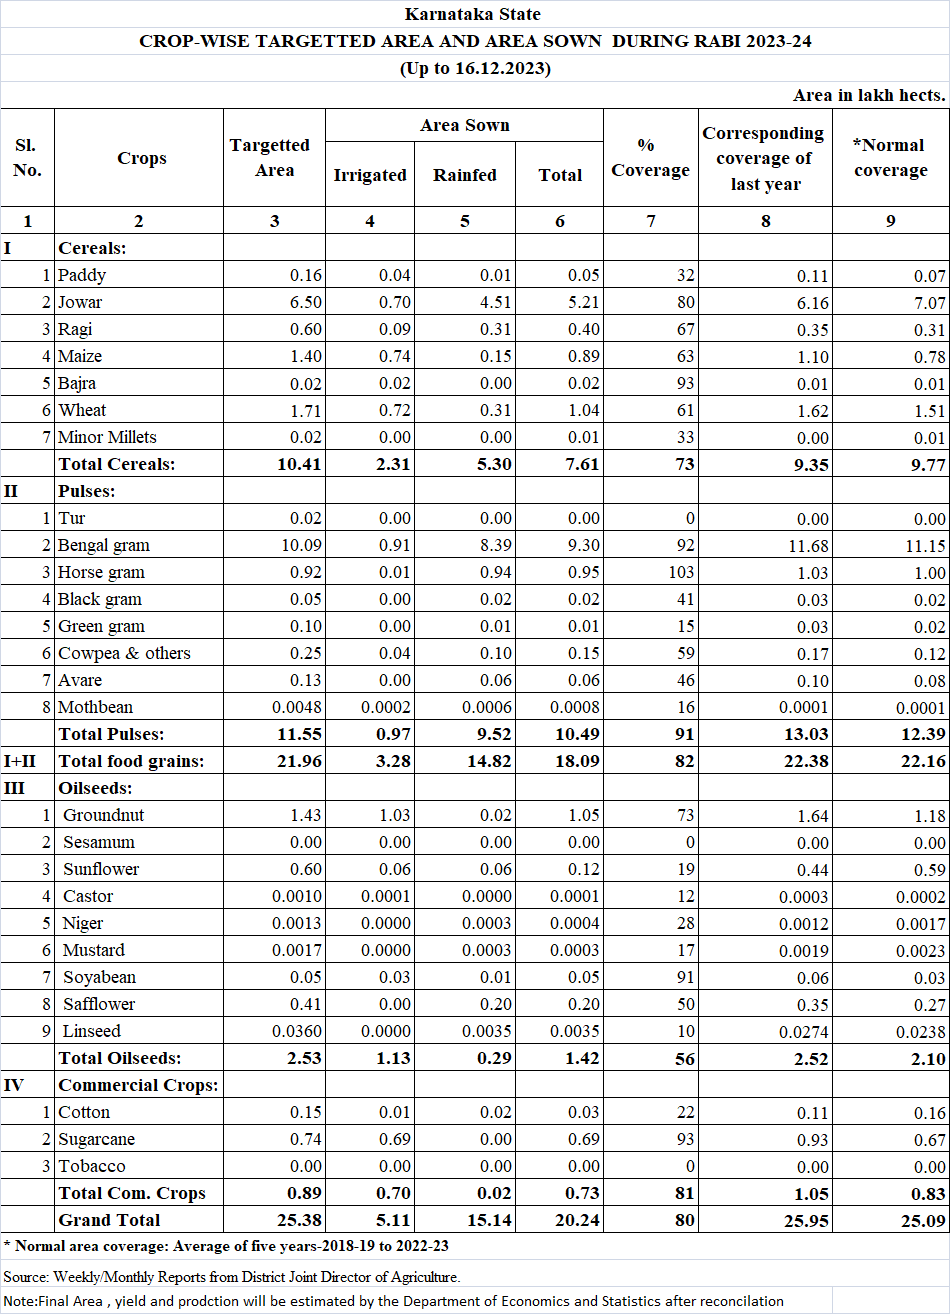 Karnataka State
CROP-WISE TARGETTED AREA AND AREA SOWN DURING RABI 2023-24
(Up to 16.12.2023)
Area in lakh hects.
Sl. No. Crops Targetted Area Area Sown % Coverage Corresponding coverage of last year *Normal coverage
Irrigated Rainfed Total
1 2 3 4 5 6 7 8 9
I Cereals:
1 Paddy 0.16 0.04 0.01 0.05 32 0.11 0.07
2 Jowar 6.50 0.70 4.51 5.21 80 6.16 7.07
3 Ragi 0.60 0.09 0.31 0.40 67 0.35 0.31
4 Maize 1.40 0.74 0.15 0.89 63 1.10 0.78
5 Bajra 0.02 0.02 0.00 0.02 93 0.01 0.01
6 Wheat 1.71 0.72 0.31 1.04 61 1.62 1.51
7 Minor Millets 0.02 0.00 0.00 0.01 33 0.00 0.01
Total Cereals: 10.41 2.31 5.30 7.61 73 9.35 9.77
II Pulses:
1 Tur 0.02 0.00 0.00 0.00 0 0.00 0.00
2 Bengal gram 10.09 0.91 8.39 9.30 92 11.68 11.15
3 Horse gram 0.92 0.01 0.94 0.95 103 1.03 1.00
4 Black gram 0.05 0.00 0.02 0.02 41 0.03 0.02
5 Green gram 0.10 0.00 0.01 0.01 15 0.03 0.02
6 Cowpea & others 0.25 0.04 0.10 0.15 59 0.17 0.12
7 Avare 0.13 0.00 0.06 0.06 46 0.10 0.08
8 Mothbean 0.0048 0.0002 0.0006 0.0008 16 0.0001 0.0001
Total Pulses: 11.55 0.97 9.52 10.49 91 13.03 12.39
I+II Total food grains: 21.96 3.28 14.82 18.09 82 22.38 22.16
III Oilseeds:
1 Groundnut 1.43 1.03 0.02 1.05 73 1.64 1.18
2 Sesamum 0.00 0.00 0.00 0.00 0 0.00 0.00
3 Sunflower 0.60 0.06 0.06 0.12 19 0.44 0.59
4 Castor 0.0010 0.0001 0.0000 0.0001 12 0.0003 0.0002
5 Niger 0.0013 0.0000 0.0003 0.0004 28 0.0012 0.0017
6 Mustard 0.0017 0.0000 0.0003 0.0003 17 0.0019 0.0023
7 Soyabean 0.05 0.03 0.01 0.05 91 0.06 0.03
8 Safflower 0.41 0.00 0.20 0.20 50 0.35 0.27
9 Linseed 0.0360 0.0000 0.0035 0.0035 10 0.0274 0.0238
Total Oilseeds: 2.53 1.13 0.29 1.42 56 2.52 2.10
IV Commercial Crops:
1 Cotton 0.15 0.01 0.02 0.03 22 0.11 0.16
2 Sugarcane 0.74 0.69 0.00 0.69 93 0.93 0.67
3 Tobacco 0.00 0.00 0.00 0.00 0 0.00 0.00
Total Com. Crops 0.89 0.70 0.02 0.73 81 1.05 0.83
Grand Total 25.38 5.11 15.14 20.24 80 25.95 25.09
* Normal area coverage: Average of five years-2018-19 to 2022-23
Source: Weekly/Monthly Reports from District Joint Director of Agriculture.
Note:Final Area , yield and prodction will be estimated by the Department of Economics and Statistics after reconcilation